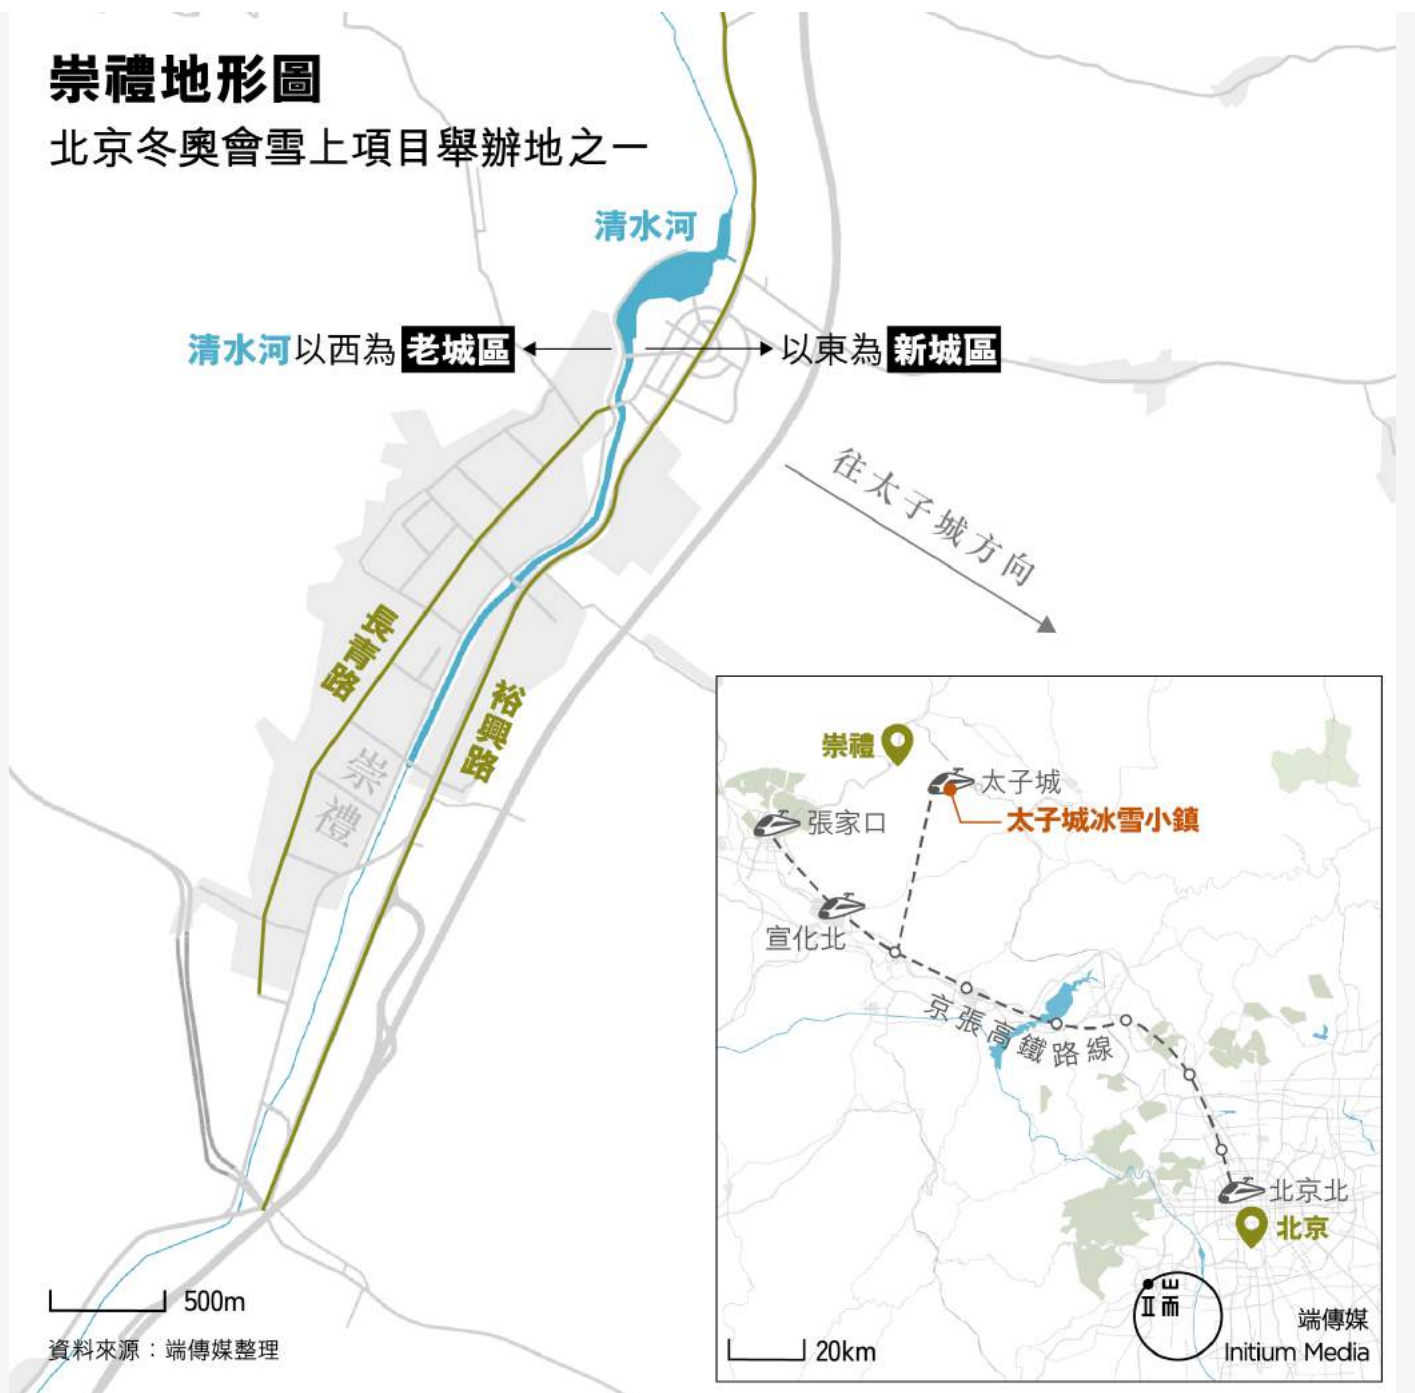 崇禮地形圖
北京冬奧會雪上項目舉辦地之一
清水河
清水河以西為 老城區
以東為 新城區
往太子城方向
長青路
裕興路
崇禮
崇禮
太子城
太子城冰雪小鎮
張家口
宣化北
京張高鐵路線
北京北
北京
500m
資料來源：端傳媒整理
20km
端
端傳媒
Initium Media